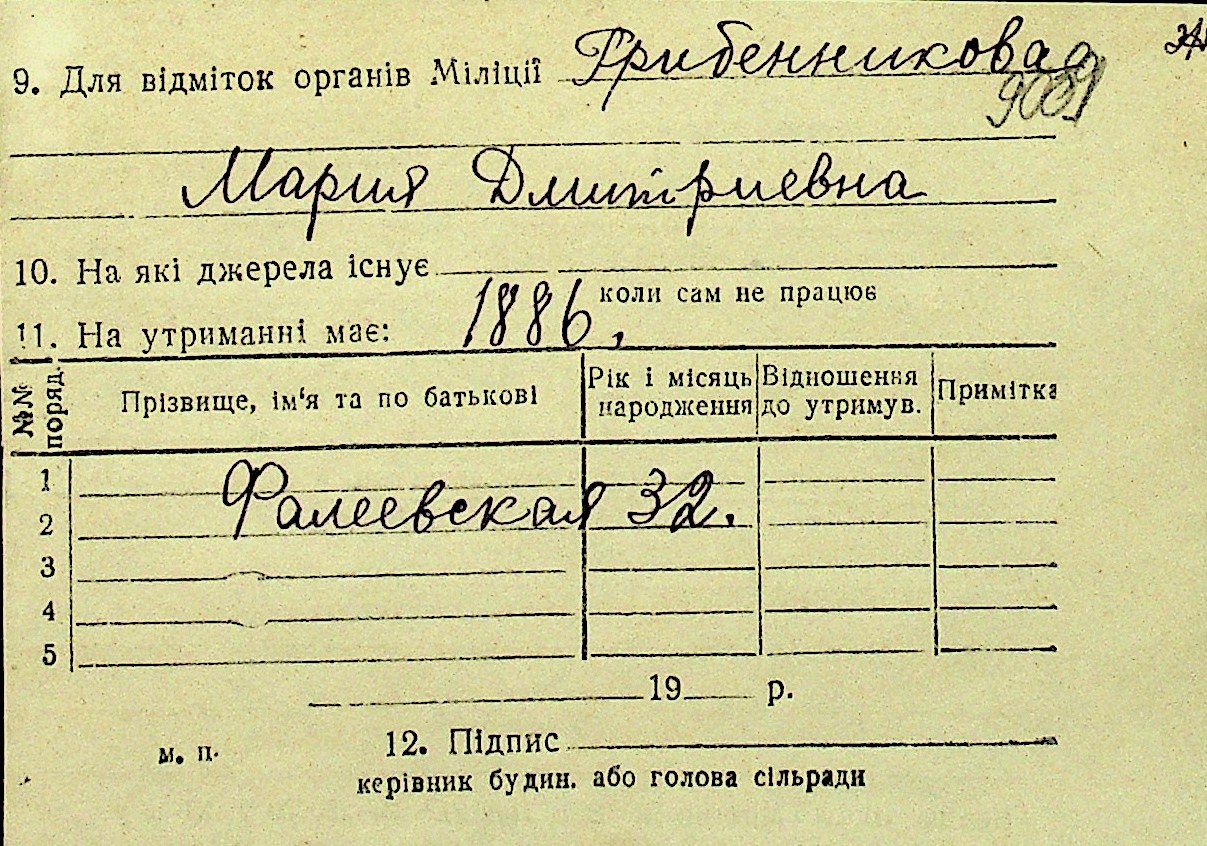 9. Для відміток органів Міліції Грибенникова
9081
Мария Дмитриевна
10. На які джерела існує
коли сам не працює
11. На утриманні має: 1886.
№№ поряд. Прізвище, ім‘я та по батькові Рік і місяць народження Відношення до утримув. Примітка
1
Фалеевская 32.
2
3
4
5
19 р.
м. п. 12. Підпис
керівник будин. або голова сільради